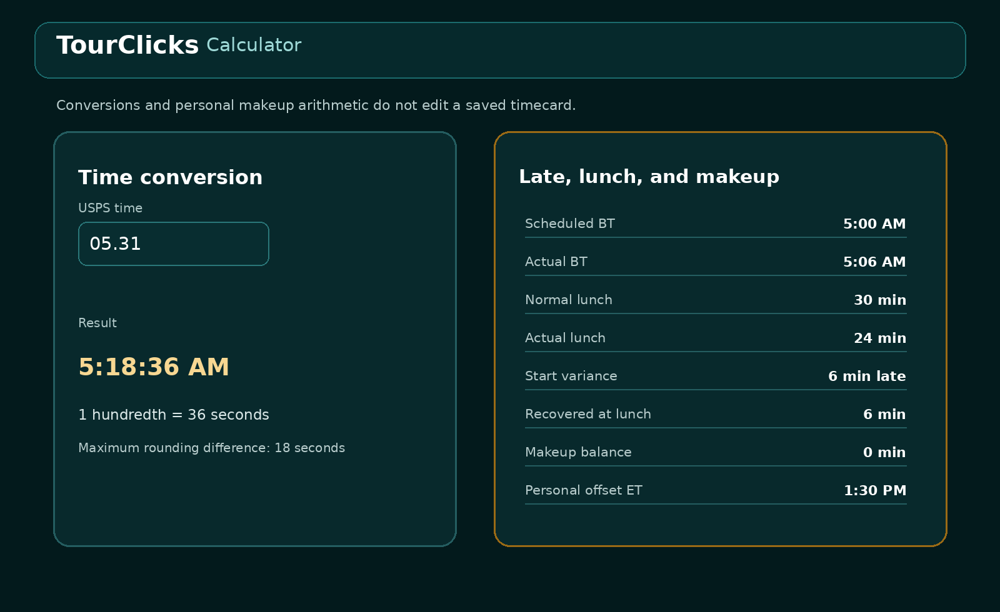 TourClicks Calculator
Conversions and personal makeup arithmetic do not edit a saved timecard.
Time conversion
USPS time
05.31
Result
5:18:36 AM
1 hundredth = 36 seconds
Maximum rounding difference: 18 seconds
Late, lunch, and makeup
Scheduled BT 5:00 AM
Actual BT 5:06 AM
Normal lunch 30 min
Actual lunch 24 min
Start variance 6 min late
Recovered at lunch 6 min
Makeup balance 0 min
Personal offset ET 1:30 PM